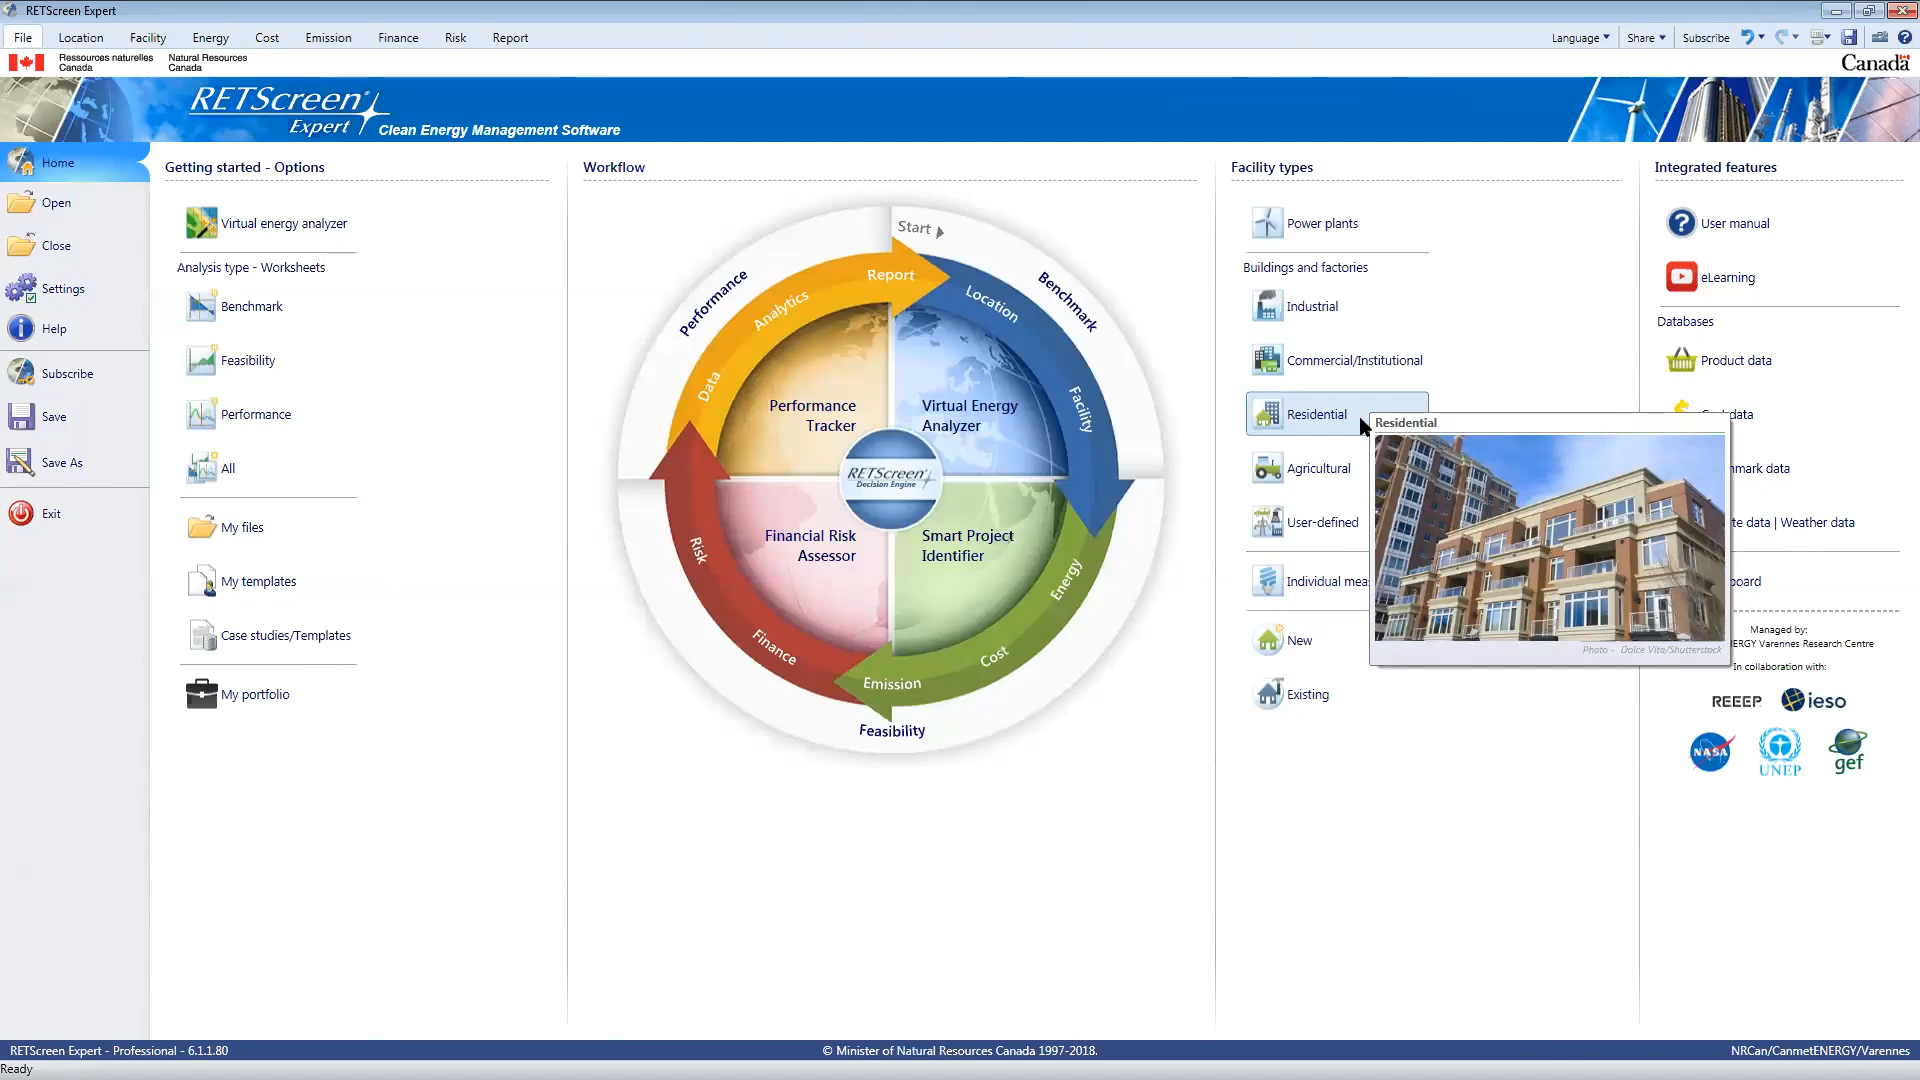 RETScreen Expert
File Location Facility Energy Cost Emission Finance Risk Report
Language Share Subscribe
Ressources naturelles Natural Resources
Canada Canada
Canada
RETScreen®
Expert
Clean Energy Management Software
Home
Open
Close
Settings
Help
Subscribe
Save
Save As
Exit
Getting started - Options
Virtual energy analyzer
Analysis type - Worksheets
Benchmark
Feasibility
Performance
All
My files
My templates
Case studies/Templates
My portfolio
Workflow
Start
Performance
Benchmark
Report
Location
Analytics
Data
Facility
Performance
Tracker
Virtual Energy
Analyzer
RETScreen
Decision Engine
Financial Risk
Assessor
Smart Project
Identifier
Risk
Energy
Finance
Cost
Emission
Feasibility
Facility types
Power plants
Buildings and factories
Industrial
Commercial/Institutional
Residential
Agricultural
User-defined
Individual meas
New
Existing
Residential
Photo - Dolce Vita/Shutterstock
Integrated features
User manual
eLearning
Databases
Product data
data
mark data
te data | Weather data
board
Managed by:
ERGY Varennes Research Centre
In collaboration with:
REEEP ieso
NASA UNEP gef
RETScreen Expert - Professional - 6.1.1.80
© Minister of Natural Resources Canada 1997-2018.
NRCan/CanmetENERGY/Varennes
Ready